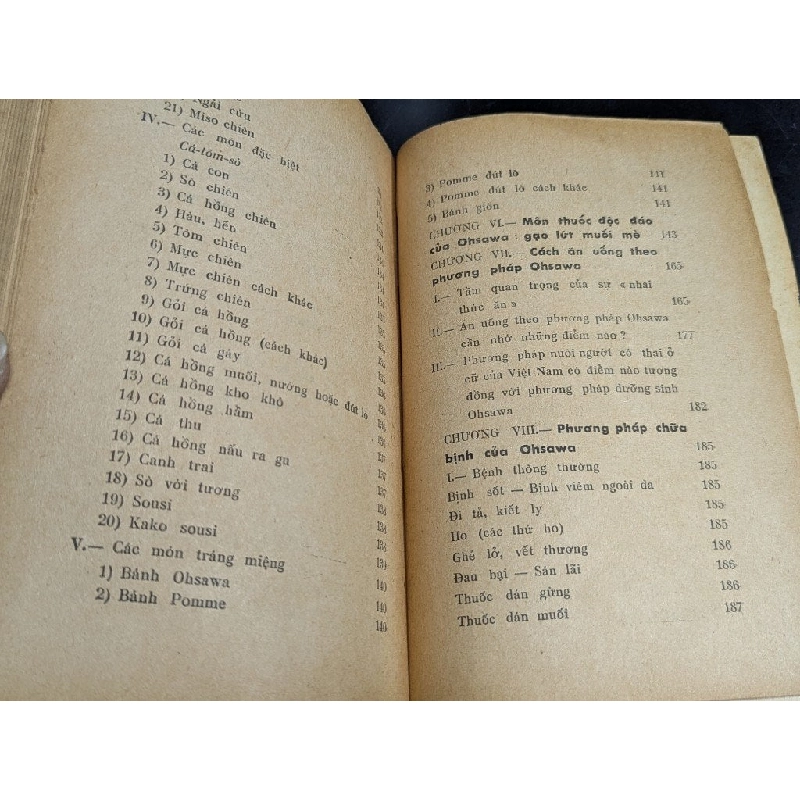 Ngải cứu
21) Miso chiên
IV.— Các món đặc biệt
Cá-tôm-sò
1) Cá con
2) Sò chiên
3) Cá hồng chiên
4) Hàu, hến
5) Tôm chiên
6) Mực chiên
7) Mực chiên cách khác
8) Trứng chiên
9) Gỏi cá hồng
10) Gỏi cá hồng (cách khác)
11) Gỏi cá gáy
12) Cá hồng muối, nướng hoặc đút lò
13) Cá hồng kho khô
14) Cá hồng hầm
15) Cá thu
16) Cá hồng nấu ra gu
17) Canh trai 137
18) Sò với tương 137
19) Sousi 138
20) Kako sousi 138
V.— Các món tráng miệng 139
1) Bánh Ohsawa 140
2) Bánh Pomme 140
3) Pomme đút lò 141
4) Pomme đút lò cách khác 141
5) Bánh giòn 141
CHƯƠNG VI.— Môn thuốc độc đáo
của Ohsawa : gạo lứt muối mè 143
CHƯƠNG VII.— Cách ăn uống theo
phương pháp Ohsawa 165
I.— Tầm quan trọng của sự «nhai
thức ăn» 165
II.— Ăn uống theo phương pháp Ohsawa
cần nhớ những điểm nào ? 177
III.— Phương pháp nuôi người có thai ở
cữ của Việt Nam có điểm nào tương
đồng với phương pháp dưỡng sinh
Ohsawa 182
CHƯƠNG VIII.— Phương pháp chữa
bịnh của Ohsawa 185
I.— Bệnh thông thường 185
Bịnh sốt — Bịnh viêm ngoài da 185
Đi tả, kiết lỵ 185
Ho (các thứ ho) 185
Ghẻ lở, vết thương 186
Đau bại — Sán lãi 186
Thuốc dán gừng 186
Thuốc dán muối 187